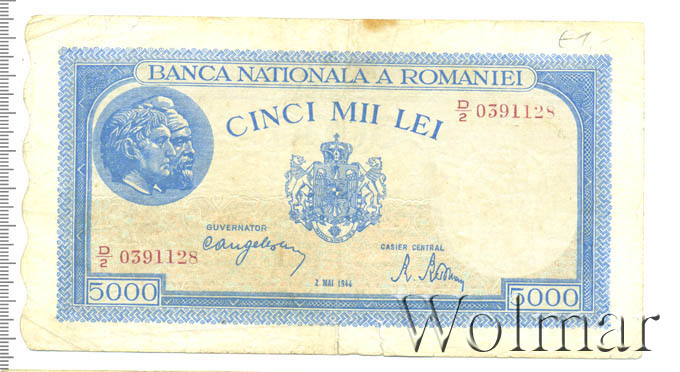 £1.-
BANCA NATIONALA A ROMANIEI
CINCI MII LEI
D/2 0391128
GUVERNATOR
CASIER CENTRAL
D/2 0391128
2 MAI 1944
5000
5000
Wolmar